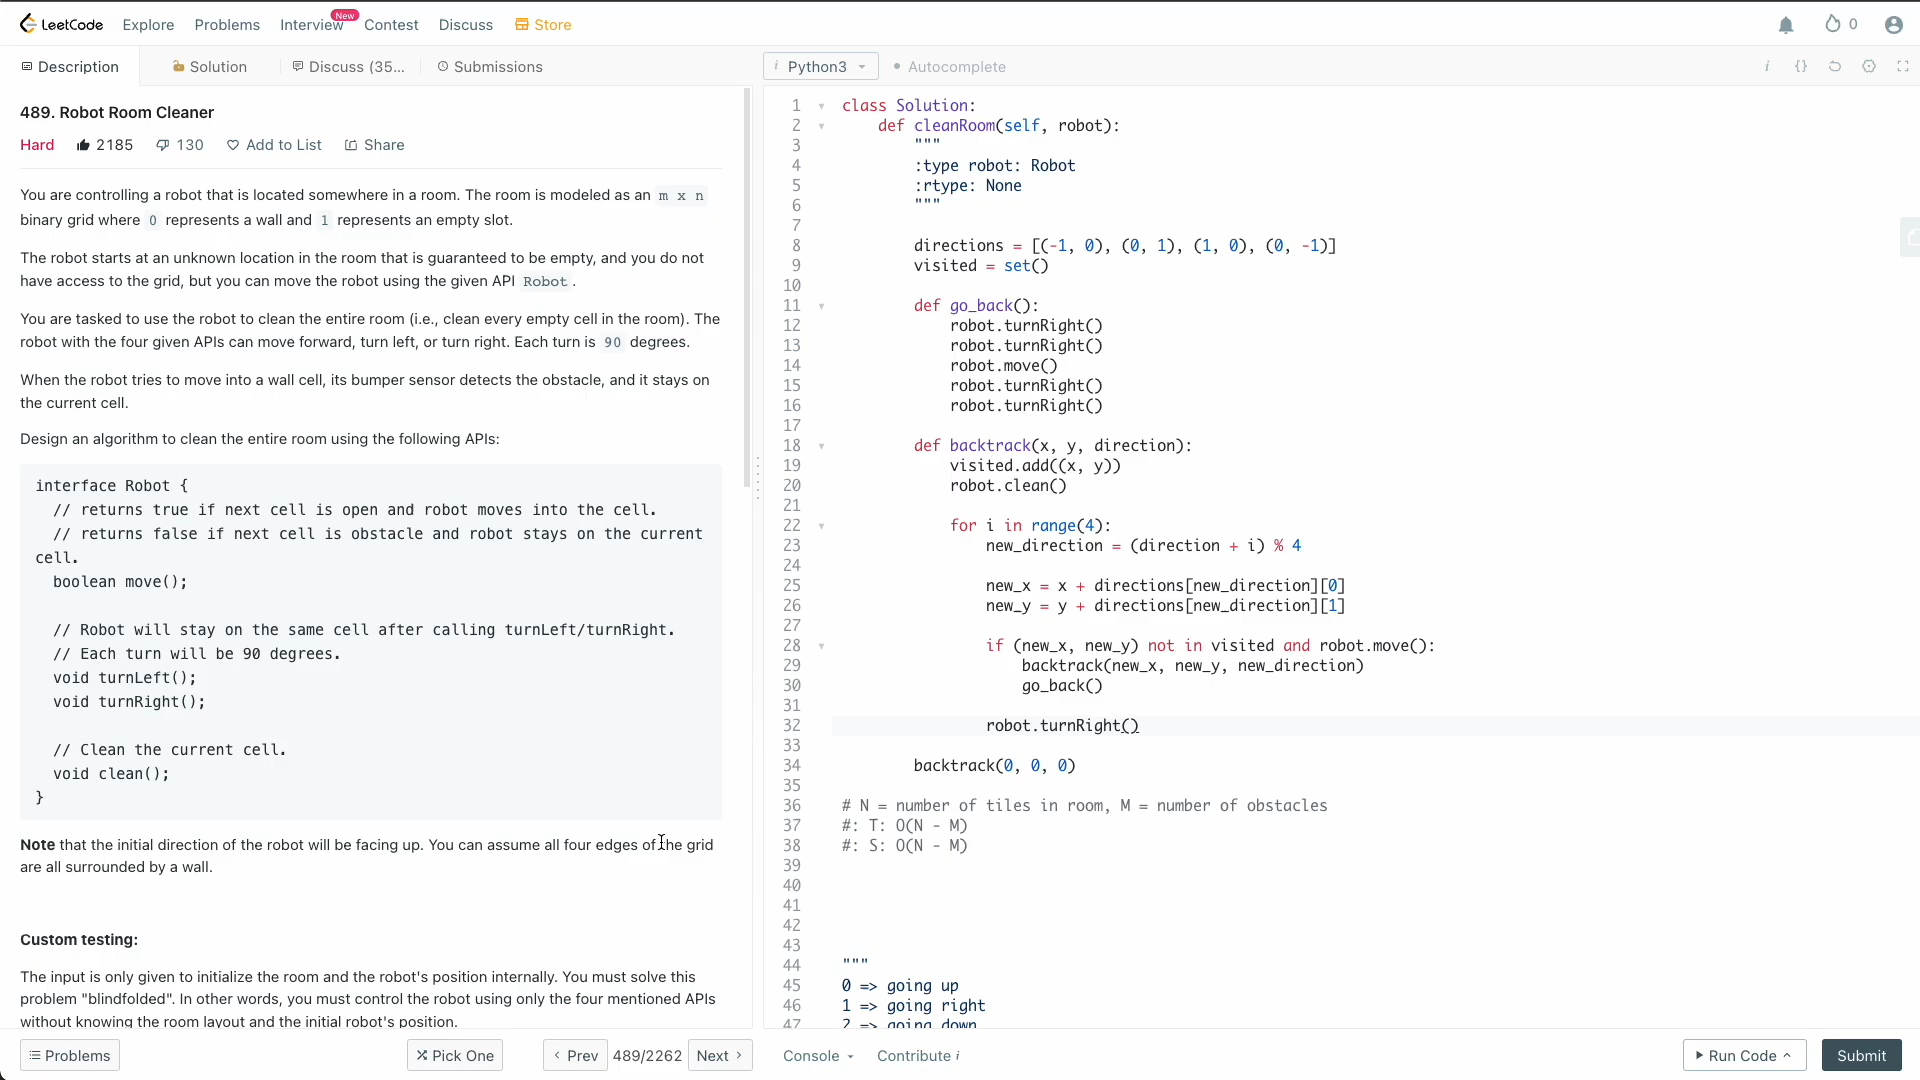 LeetCode Explore Problems Interview New Contest Discuss Store 0
Description Solution Discuss (35... Submissions
489. Robot Room Cleaner
Hard 2185 130 Add to List Share
You are controlling a robot that is located somewhere in a room. The room is modeled as an m x n
binary grid where 0 represents a wall and 1 represents an empty slot.
The robot starts at an unknown location in the room that is guaranteed to be empty, and you do not
have access to the grid, but you can move the robot using the given API Robot.
You are tasked to use the robot to clean the entire room (i.e., clean every empty cell in the room). The
robot with the four given APIs can move forward, turn left, or turn right. Each turn is 90 degrees.
When the robot tries to move into a wall cell, its bumper sensor detects the obstacle, and it stays on
the current cell.
Design an algorithm to clean the entire room using the following APIs:
interface Robot {
// returns true if next cell is open and robot moves into the cell.
// returns false if next cell is obstacle and robot stays on the current
cell.
boolean move();
// Robot will stay on the same cell after calling turnLeft/turnRight.
// Each turn will be 90 degrees.
void turnLeft();
void turnRight();
// Clean the current cell.
void clean();
}
Note that the initial direction of the robot will be facing up. You can assume all four edges of the grid
are all surrounded by a wall.
Custom testing:
The input is only given to initialize the room and the robot's position internally. You must solve this
problem "blindfolded". In other words, you must control the robot using only the four mentioned APIs
without knowing the room layout and the initial robot's position.
Problems Pick One Prev 489/2262 Next
i Python3 Autocomplete i {}
1 class Solution:
2 def cleanRoom(self, robot):
3 """
4 :type robot: Robot
5 :rtype: None
6 """
7
8 directions = [(-1, 0), (0, 1), (1, 0), (0, -1)]
9 visited = set()
10
11 def go_back():
12 robot.turnRight()
13 robot.turnRight()
14 robot.move()
15 robot.turnRight()
16 robot.turnRight()
17
18 def backtrack(x, y, direction):
19 visited.add((x, y))
20 robot.clean()
21
22 for i in range(4):
23 new_direction = (direction + i) % 4
24
25 new_x = x + directions[new_direction][0]
26 new_y = y + directions[new_direction][1]
27
28 if (new_x, new_y) not in visited and robot.move():
29 backtrack(new_x, new_y, new_direction)
30 go_back()
31
32 robot.turnRight()
33
34 backtrack(0, 0, 0)
35
36 # N = number of tiles in room, M = number of obstacles
37 #: T: O(N - M)
38 #: S: O(N - M)
39
40
41
42
43
44 """
45 0 => going up
46 1 => going right
47 2 => going down
Console Contribute i Run Code Submit